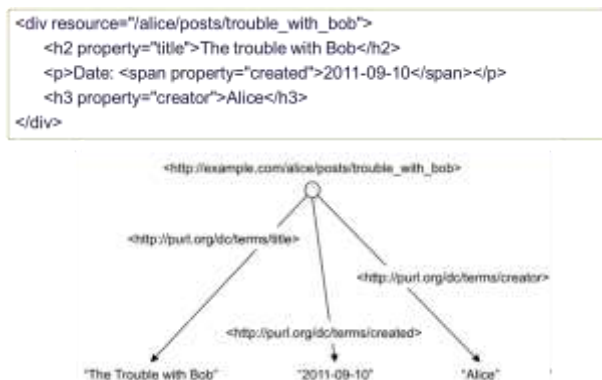 <div resource="/alice/posts/trouble_with_bob">
<h2 property="title">The trouble with Bob</h2>
<p>Date: <span property="created">2011-09-10</span></p>
<h3 property="creator">Alice</h3>
</div>
<http://example.com/alice/posts/trouble_with_bob>
<http://purl.org/dc/terms/title>
<http://purl.org/dc/terms/creator>
<http://purl.org/dc/terms/created>
"The Trouble with Bob" "2011-09-10" "Alice"